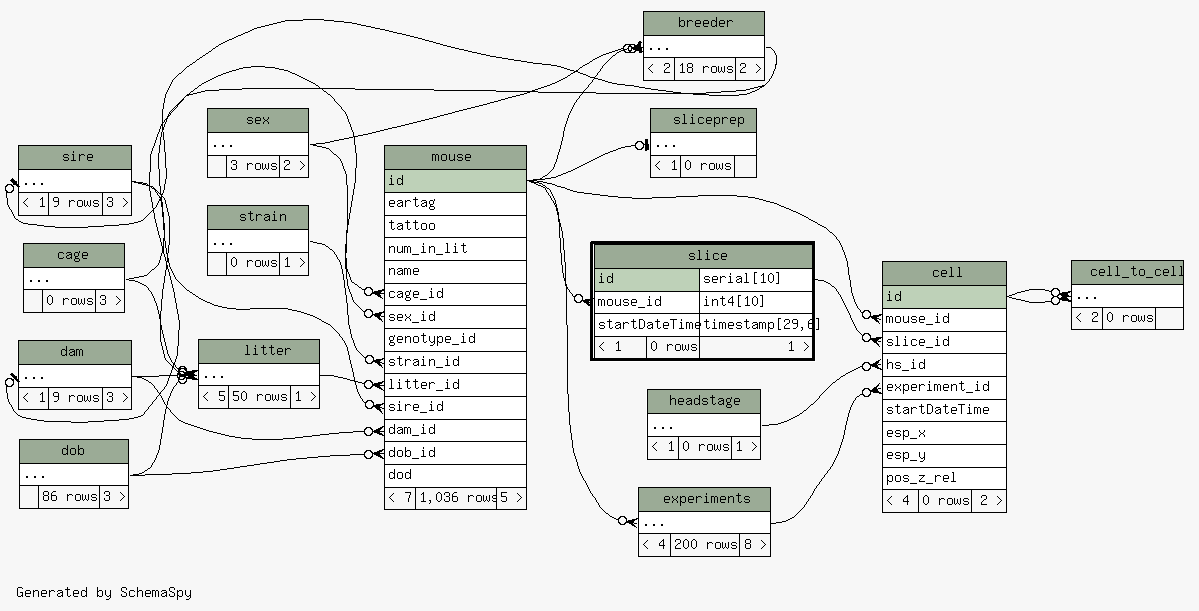 breeder
...
< 2 18 rows 2 >
sex
...
3 rows 2 >
sliceprep
...
< 1 0 rows
sire
...
< 1 9 rows 3 >
mouse
id
eartag
tattoo
num_in_lit
name
cage_id
sex_id
genotype_id
strain_id
litter_id
sire_id
dam_id
dob_id
dod
< 7 1,036 rows 5 >
strain
...
0 rows 1 >
cage
...
0 rows 3 >
slice
id serial[10]
mouse_id int4[10]
startDateTime timestamp[29,6]
< 1 0 rows 1 >
cell
id
mouse_id
slice_id
hs_id
experiment_id
startDateTime
esp_x
esp_y
pos_z_rel
< 4 0 rows 2 >
cell_to_cell
...
< 2 0 rows
dam
...
< 1 9 rows 3 >
litter
...
< 5 50 rows 1 >
headstage
...
< 1 0 rows 1 >
dob
...
86 rows 3 >
experiments
...
< 4 200 rows 8 >
Generated by SchemaSpy